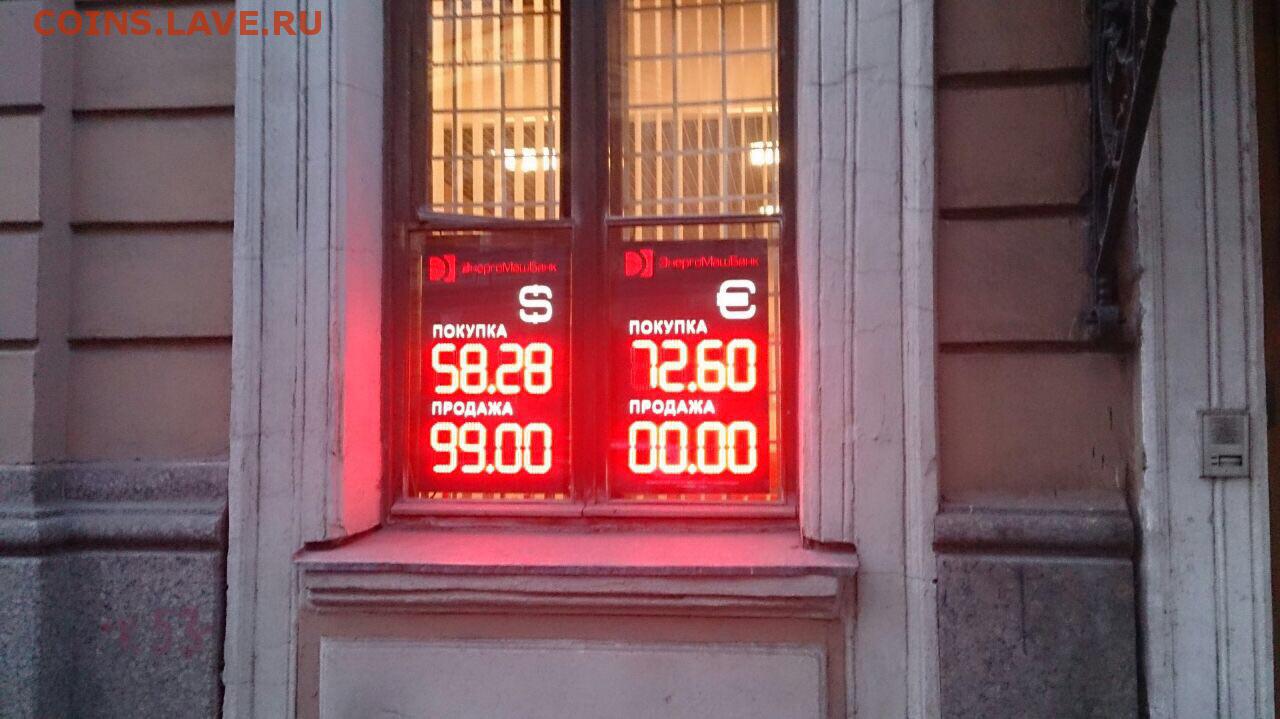 COINS.LAVE.RU
ЭнергоМашБанк
$
ПОКУПКА
58.28
ПРОДАЖА
99.00
ЭнергоМашБанк
€
ПОКУПКА
72.60
ПРОДАЖА
00.00